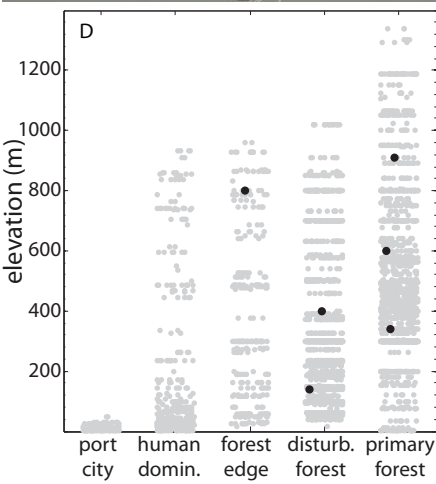 D
elevation (m)
1200
1000
800
600
400
200
port city
human domin.
forest edge
disturb. forest
primary forest